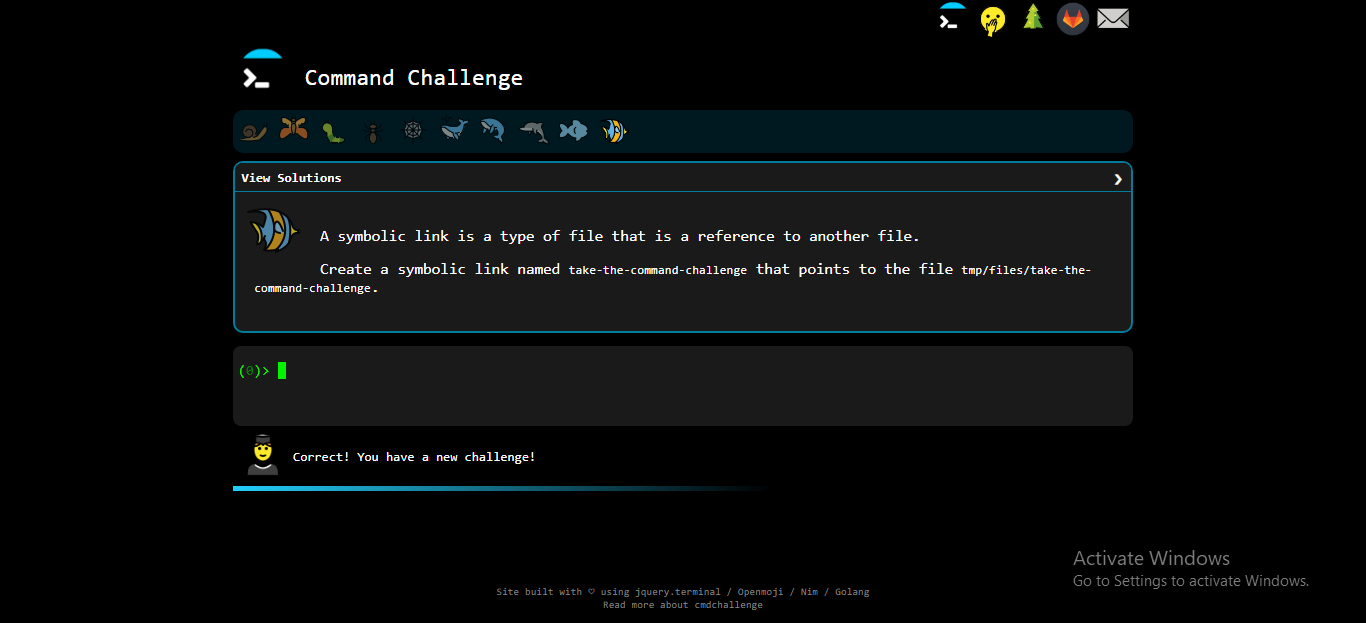 Command Challenge
View Solutions
A symbolic link is a type of file that is a reference to another file.
Create a symbolic link named take-the-command-challenge that points to the file tmp/files/take-the-
command-challenge.
(0)>
Correct! You have a new challenge!
Activate Windows
Go to Settings to activate Windows.
Site built with ♡ using jquery.terminal / Openmoji / Nim / Golang
Read more about cmdchallenge